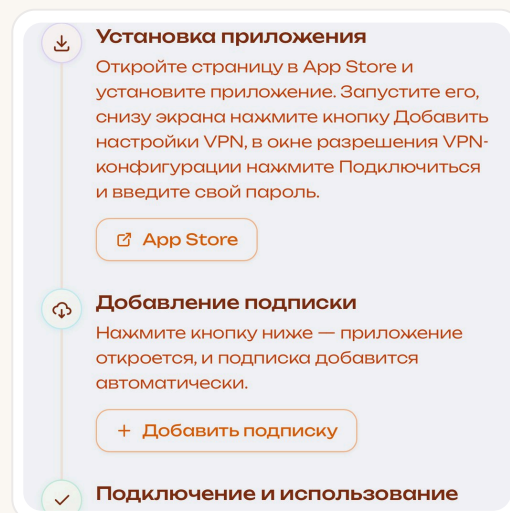 Установка приложения
Откройте страницу в App Store и
установите приложение. Запустите его,
снизу экрана нажмите кнопку Добавить
настройки VPN, в окне разрешения VPN-
конфигурации нажмите Подключиться
и введите свой пароль.
App Store
Добавление подписки
Нажмите кнопку ниже — приложение
откроется, и подписка добавится
автоматически.
+ Добавить подписку
Подключение и использование